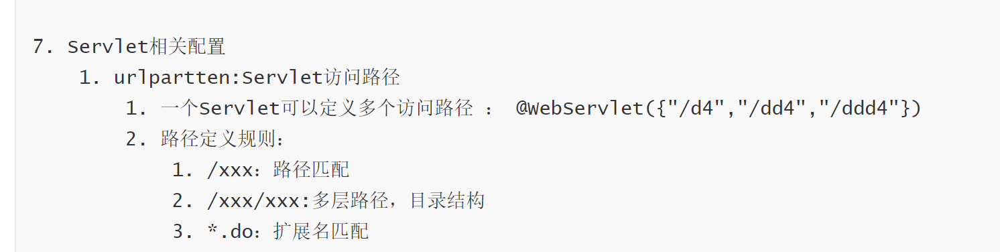 7. Servlet相关配置
1. urlpartten:Servlet访问路径
1. 一个Servlet可以定义多个访问路径 ： @WebServlet({"/d4","/dd4","/ddd4"})
2. 路径定义规则：
1. /xxx：路径匹配
2. /xxx/xxx:多层路径，目录结构
3. *.do：扩展名匹配